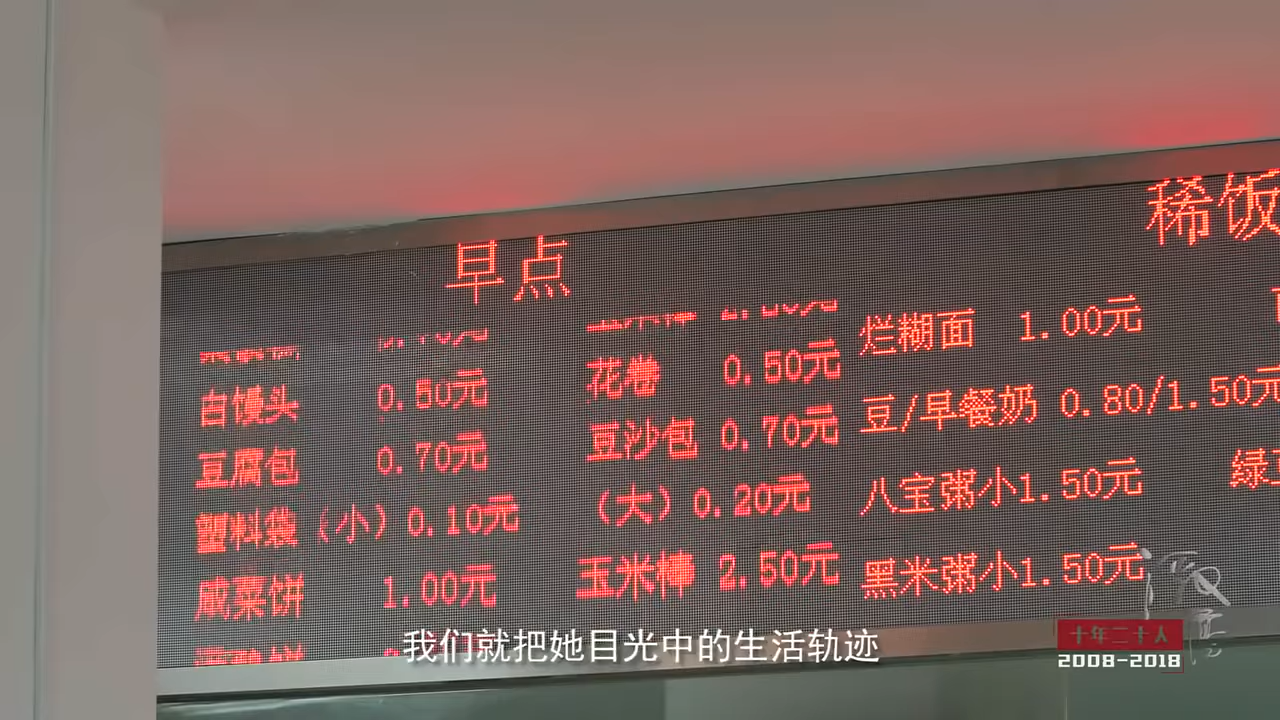 早点
稀饭
白馒头 0.50元
豆腐包 0.70元
塑料袋（小）0.10元
咸菜饼 1.00元
花卷 0.50元
豆沙包 0.70元
（大）0.20元
玉米棒 2.50元
烂糊面 1.00元
豆/早餐奶 0.80/1.50元
八宝粥小1.50元
黑米粥小1.50元
绿豆
我们就把她目光中的生活轨迹
十年二十人
2008-2018